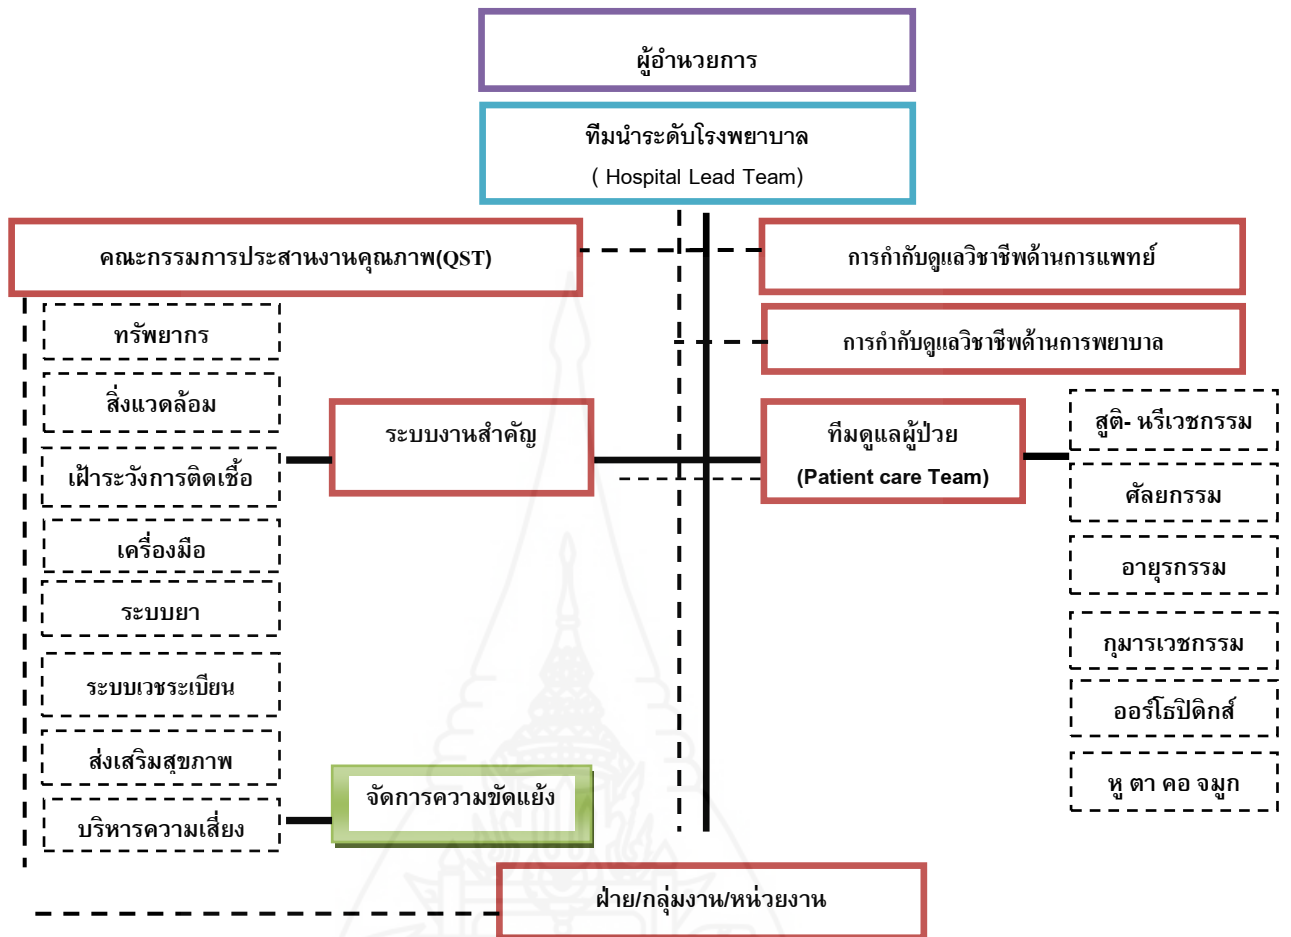 ผู้อำนวยการ
ทีมนำระดับโรงพยาบาล
( Hospital Lead Team)
คณะกรรมการประสานงานคุณภาพ(QST)
การกำกับดูแลวิชาชีพด้านการแพทย์
ทรัพยากร
การกำกับดูแลวิชาชีพด้านการพยาบาล
สิ่งแวดล้อม
เฝ้าระวังการติดเชื้อ
เครื่องมือ
ระบบยา
ระบบเวชระเบียน
ส่งเสริมสุขภาพ
บริหารความเสี่ยง
ระบบงานสำคัญ
จัดการความขัดแย้ง
ทีมดูแลผู้ป่วย
(Patient care Team)
สูติ- นรีเวชกรรม
ศัลยกรรม
อายุรกรรม
กุมารเวชกรรม
ออร์โธปิดิกส์
หู ตา คอ จมูก
ฝ่าย/กลุ่มงาน/หน่วยงาน